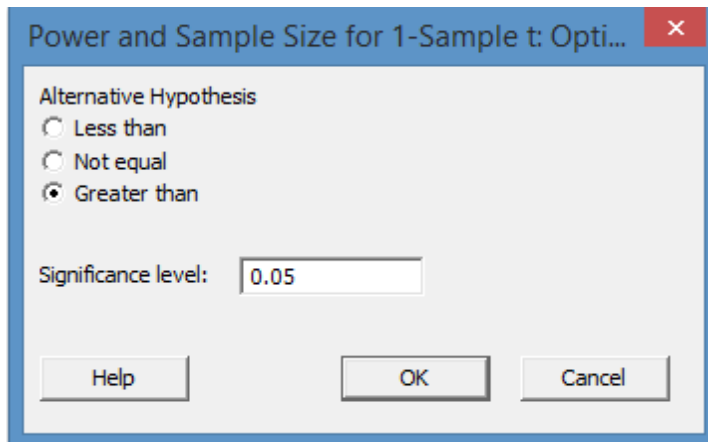 Power and Sample Size for 1-Sample t: Opti...
Alternative Hypothesis
Less than
Not equal
Greater than
Significance level: 0.05
Help OK Cancel